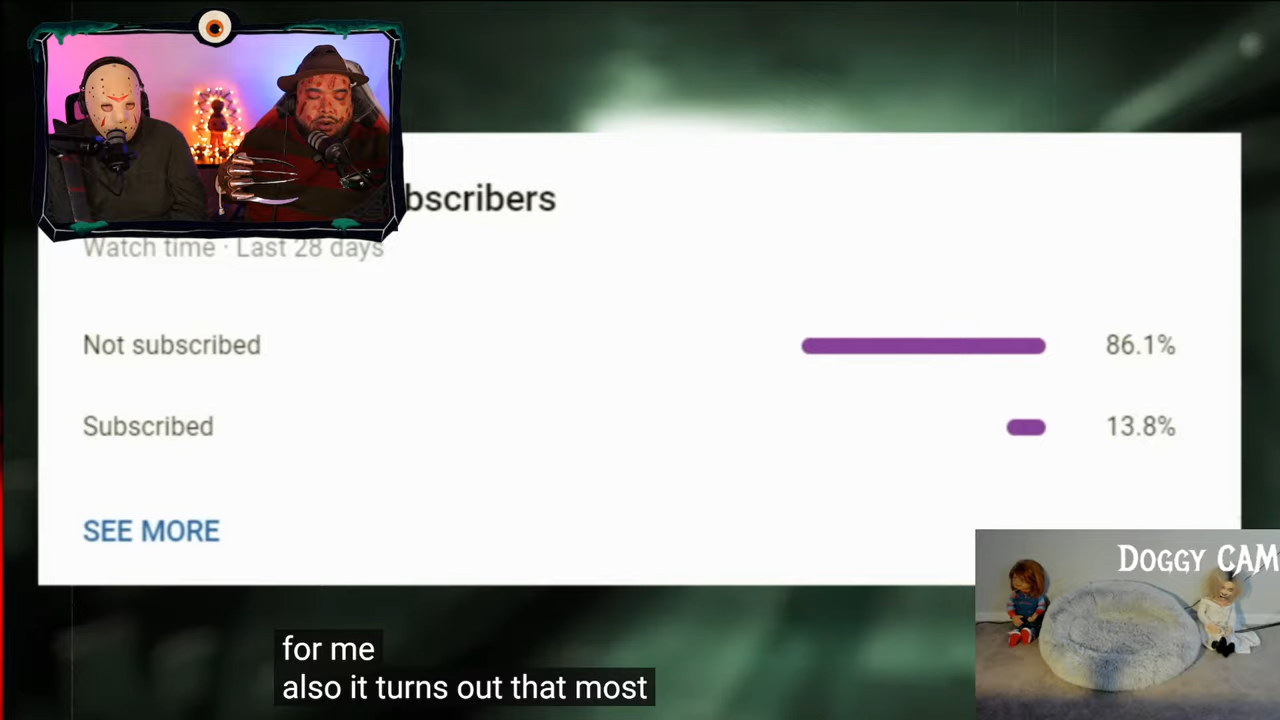 bscribers
Watch time · Last 28 days
Not subscribed
86.1%
Subscribed
13.8%
SEE MORE
DOGGY CAM
for me
also it turns out that most